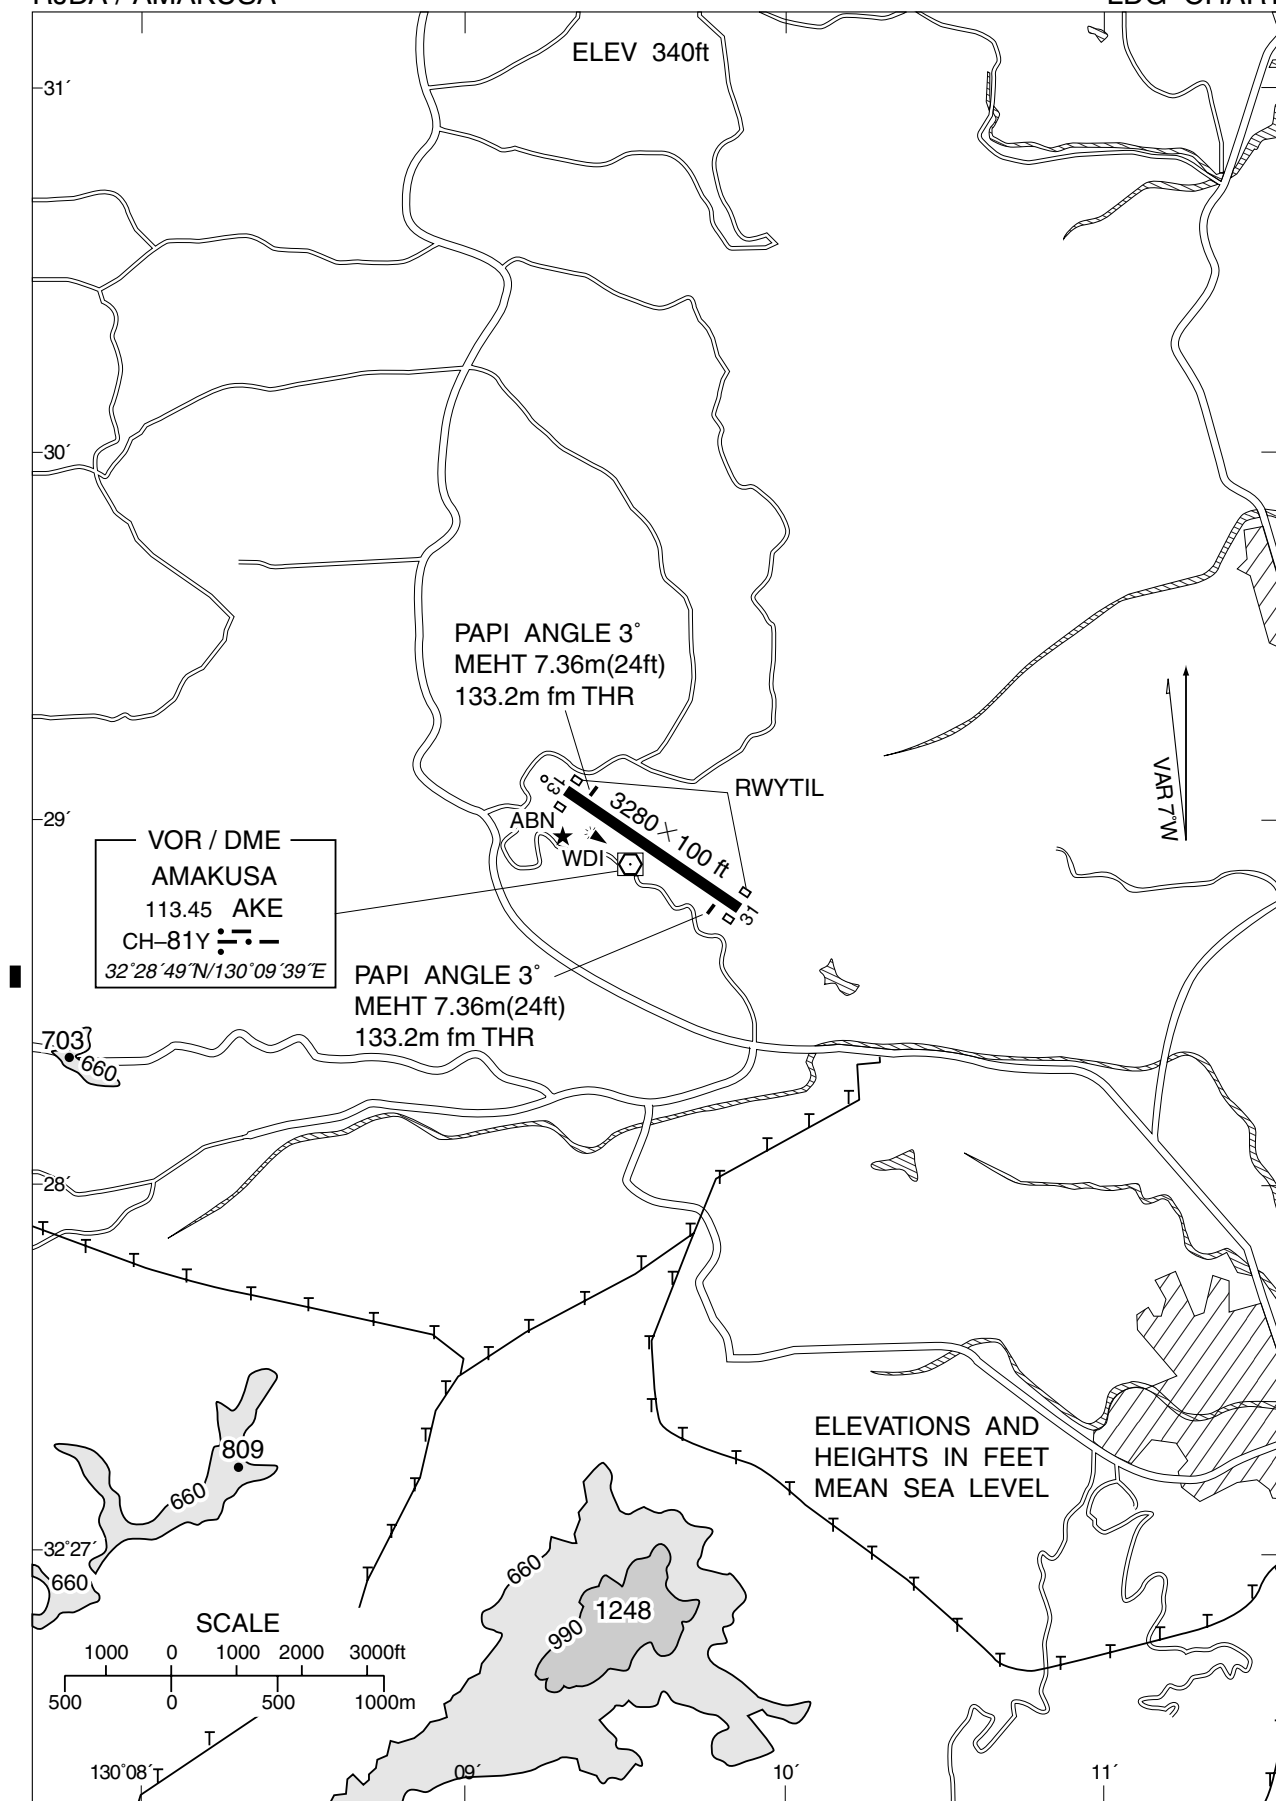 RJDA / AMAKUSA
LDG CHART
ELEV 340ft
31´
30´
PAPI ANGLE 3°
MEHT 7.36m(24ft)
133.2m fm THR
VAR 7°W
RWYTIL
13
3280 × 100 ft
31
29´
ABN
WDI
VOR / DME
AMAKUSA
113.45 AKE
CH–81Y
32°28´49˝N/130°09´39˝E
PAPI ANGLE 3°
MEHT 7.36m(24ft)
133.2m fm THR
703
660
28´
ELEVATIONS AND
HEIGHTS IN FEET
MEAN SEA LEVEL
809
660
32°27´
660
660
990
1248
SCALE
1000 0 1000 2000 3000ft
500 0 500 1000m
130°08´ 09´ 10´ 11´